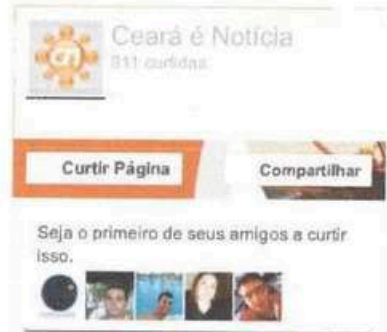 Ceará é Notícia
311 curtidas
Curtir Página
Compartilhar
Seja o primeiro de seus amigos a curtir
isso.